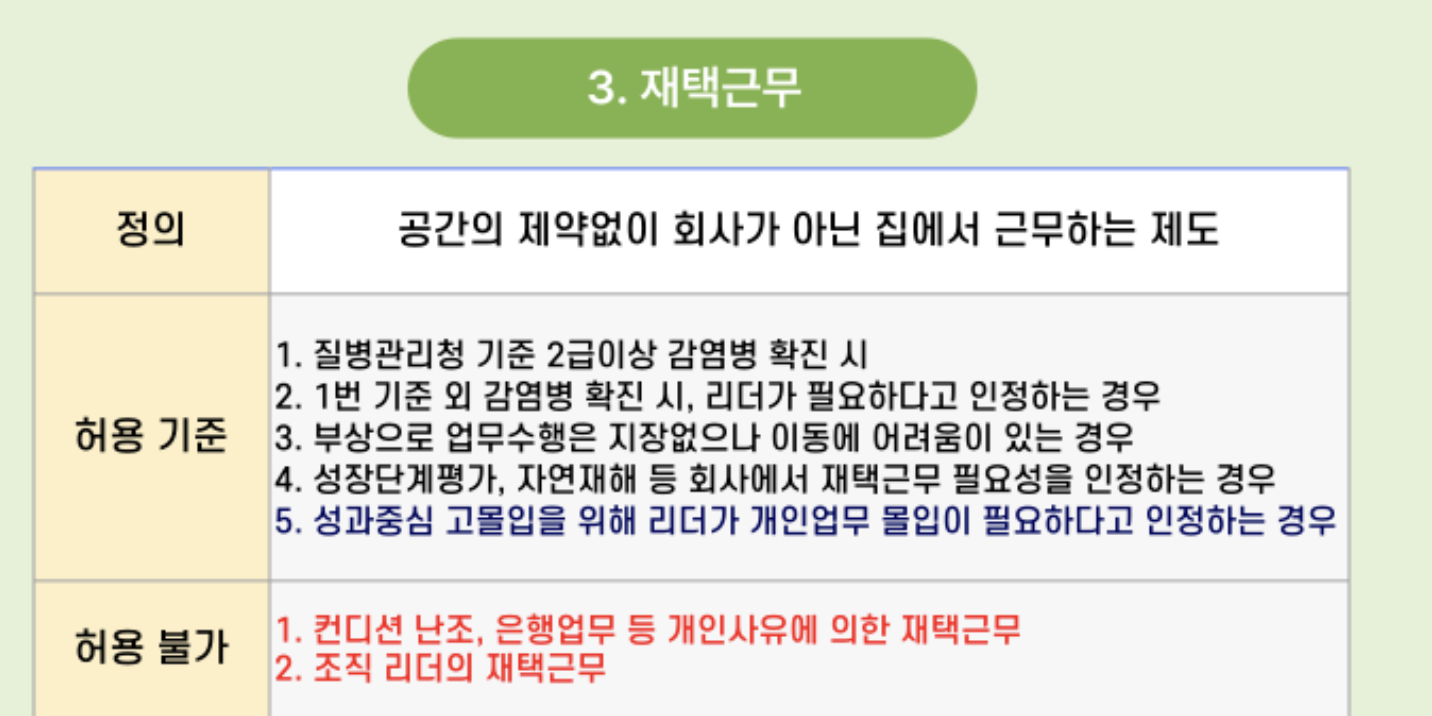 3. 재택근무
정의
공간의 제약없이 회사가 아닌 집에서 근무하는 제도
허용 기준
1. 질병관리청 기준 2급이상 감염병 확진 시
2. 1번 기준 외 감염병 확진 시, 리더가 필요하다고 인정하는 경우
3. 부상으로 업무수행은 지장없으나 이동에 어려움이 있는 경우
4. 성장단계평가, 자연재해 등 회사에서 재택근무 필요성을 인정하는 경우
5. 성과중심 고몰입을 위해 리더가 개인업무 몰입이 필요하다고 인정하는 경우
허용 불가
1. 컨디션 난조, 은행업무 등 개인사유에 의한 재택근무
2. 조직 리더의 재택근무